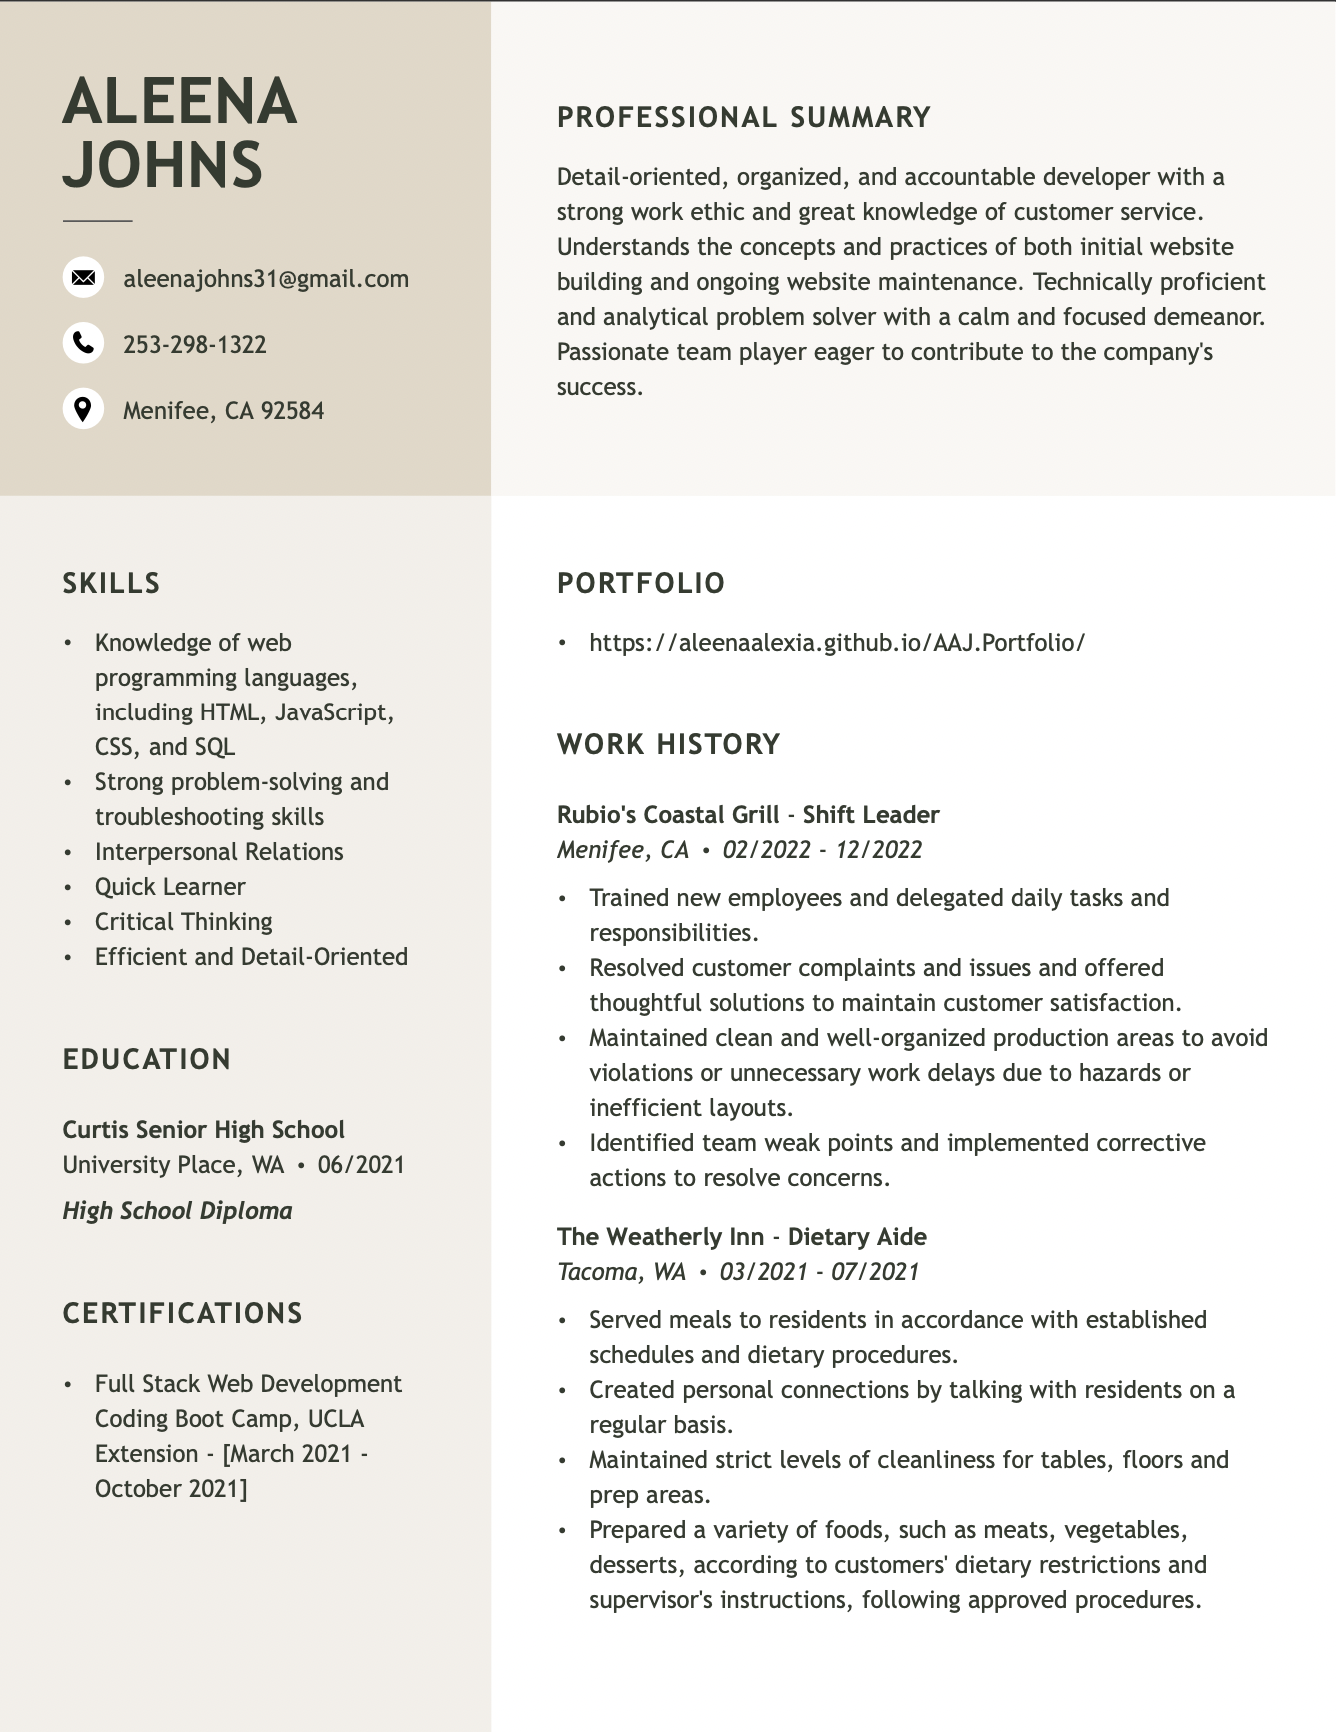 ALEENA
JOHNS
aleenajohns31@gmail.com
253-298-1322
Menifee, CA 92584
PROFESSIONAL SUMMARY
Detail-oriented, organized, and accountable developer with a
strong work ethic and great knowledge of customer service.
Understands the concepts and practices of both initial website
building and ongoing website maintenance. Technically proficient
and analytical problem solver with a calm and focused demeanor.
Passionate team player eager to contribute to the company's
success.
SKILLS
• Knowledge of web
programming languages,
including HTML, JavaScript,
CSS, and SQL
• Strong problem-solving and
troubleshooting skills
• Interpersonal Relations
• Quick Learner
• Critical Thinking
• Efficient and Detail-Oriented
EDUCATION
Curtis Senior High School
University Place, WA • 06/2021
High School Diploma
CERTIFICATIONS
• Full Stack Web Development
Coding Boot Camp, UCLA
Extension - [March 2021 -
October 2021]
PORTFOLIO
• https://aleenaalexia.github.io/AAJ.Portfolio/
WORK HISTORY
Rubio's Coastal Grill - Shift Leader
Menifee, CA • 02/2022 - 12/2022
• Trained new employees and delegated daily tasks and
responsibilities.
• Resolved customer complaints and issues and offered
thoughtful solutions to maintain customer satisfaction.
• Maintained clean and well-organized production areas to avoid
violations or unnecessary work delays due to hazards or
inefficient layouts.
• Identified team weak points and implemented corrective
actions to resolve concerns.
The Weatherly Inn - Dietary Aide
Tacoma, WA • 03/2021 - 07/2021
• Served meals to residents in accordance with established
schedules and dietary procedures.
• Created personal connections by talking with residents on a
regular basis.
• Maintained strict levels of cleanliness for tables, floors and
prep areas.
• Prepared a variety of foods, such as meats, vegetables,
desserts, according to customers' dietary restrictions and
supervisor's instructions, following approved procedures.